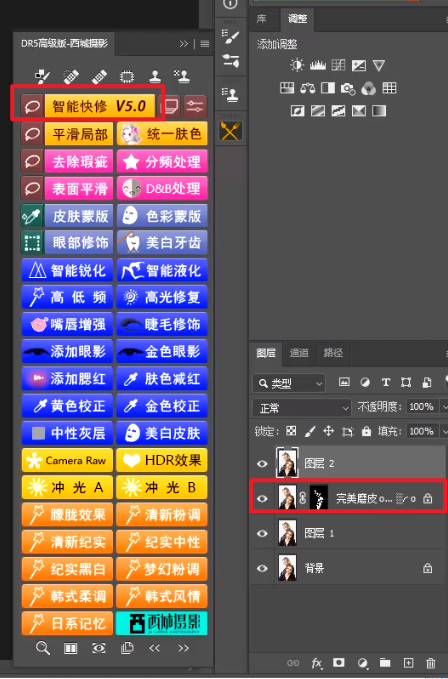 库
调整
DR5高级版-西城摄影
添加调整
智能快修 V5.0
平滑局部
统一肤色
去除瑕疵
分频处理
表面平滑
D&B处理
皮肤蒙版
色彩蒙版
眼部修饰
美白牙齿
智能锐化
智能液化
高 低 频
高光修复
嘴唇增强
睫毛修饰
添加眼影
金色眼影
添加腮红
肤色减红
黄色校正
金色校正
中性灰层
美白皮肤
Camera Raw
HDR效果
冲 光 A
冲 光 B
朦胧效果
清新粉调
清新纪实
纪实中性
纪实黑白
梦幻粉调
韩式柔调
韩式风情
日系记忆
西城摄影
图层
通道
路径
类型
正常
不透明度: 100%
锁定:
填充: 100%
图层 2
完美磨皮 o...
图层 1
背景
fx